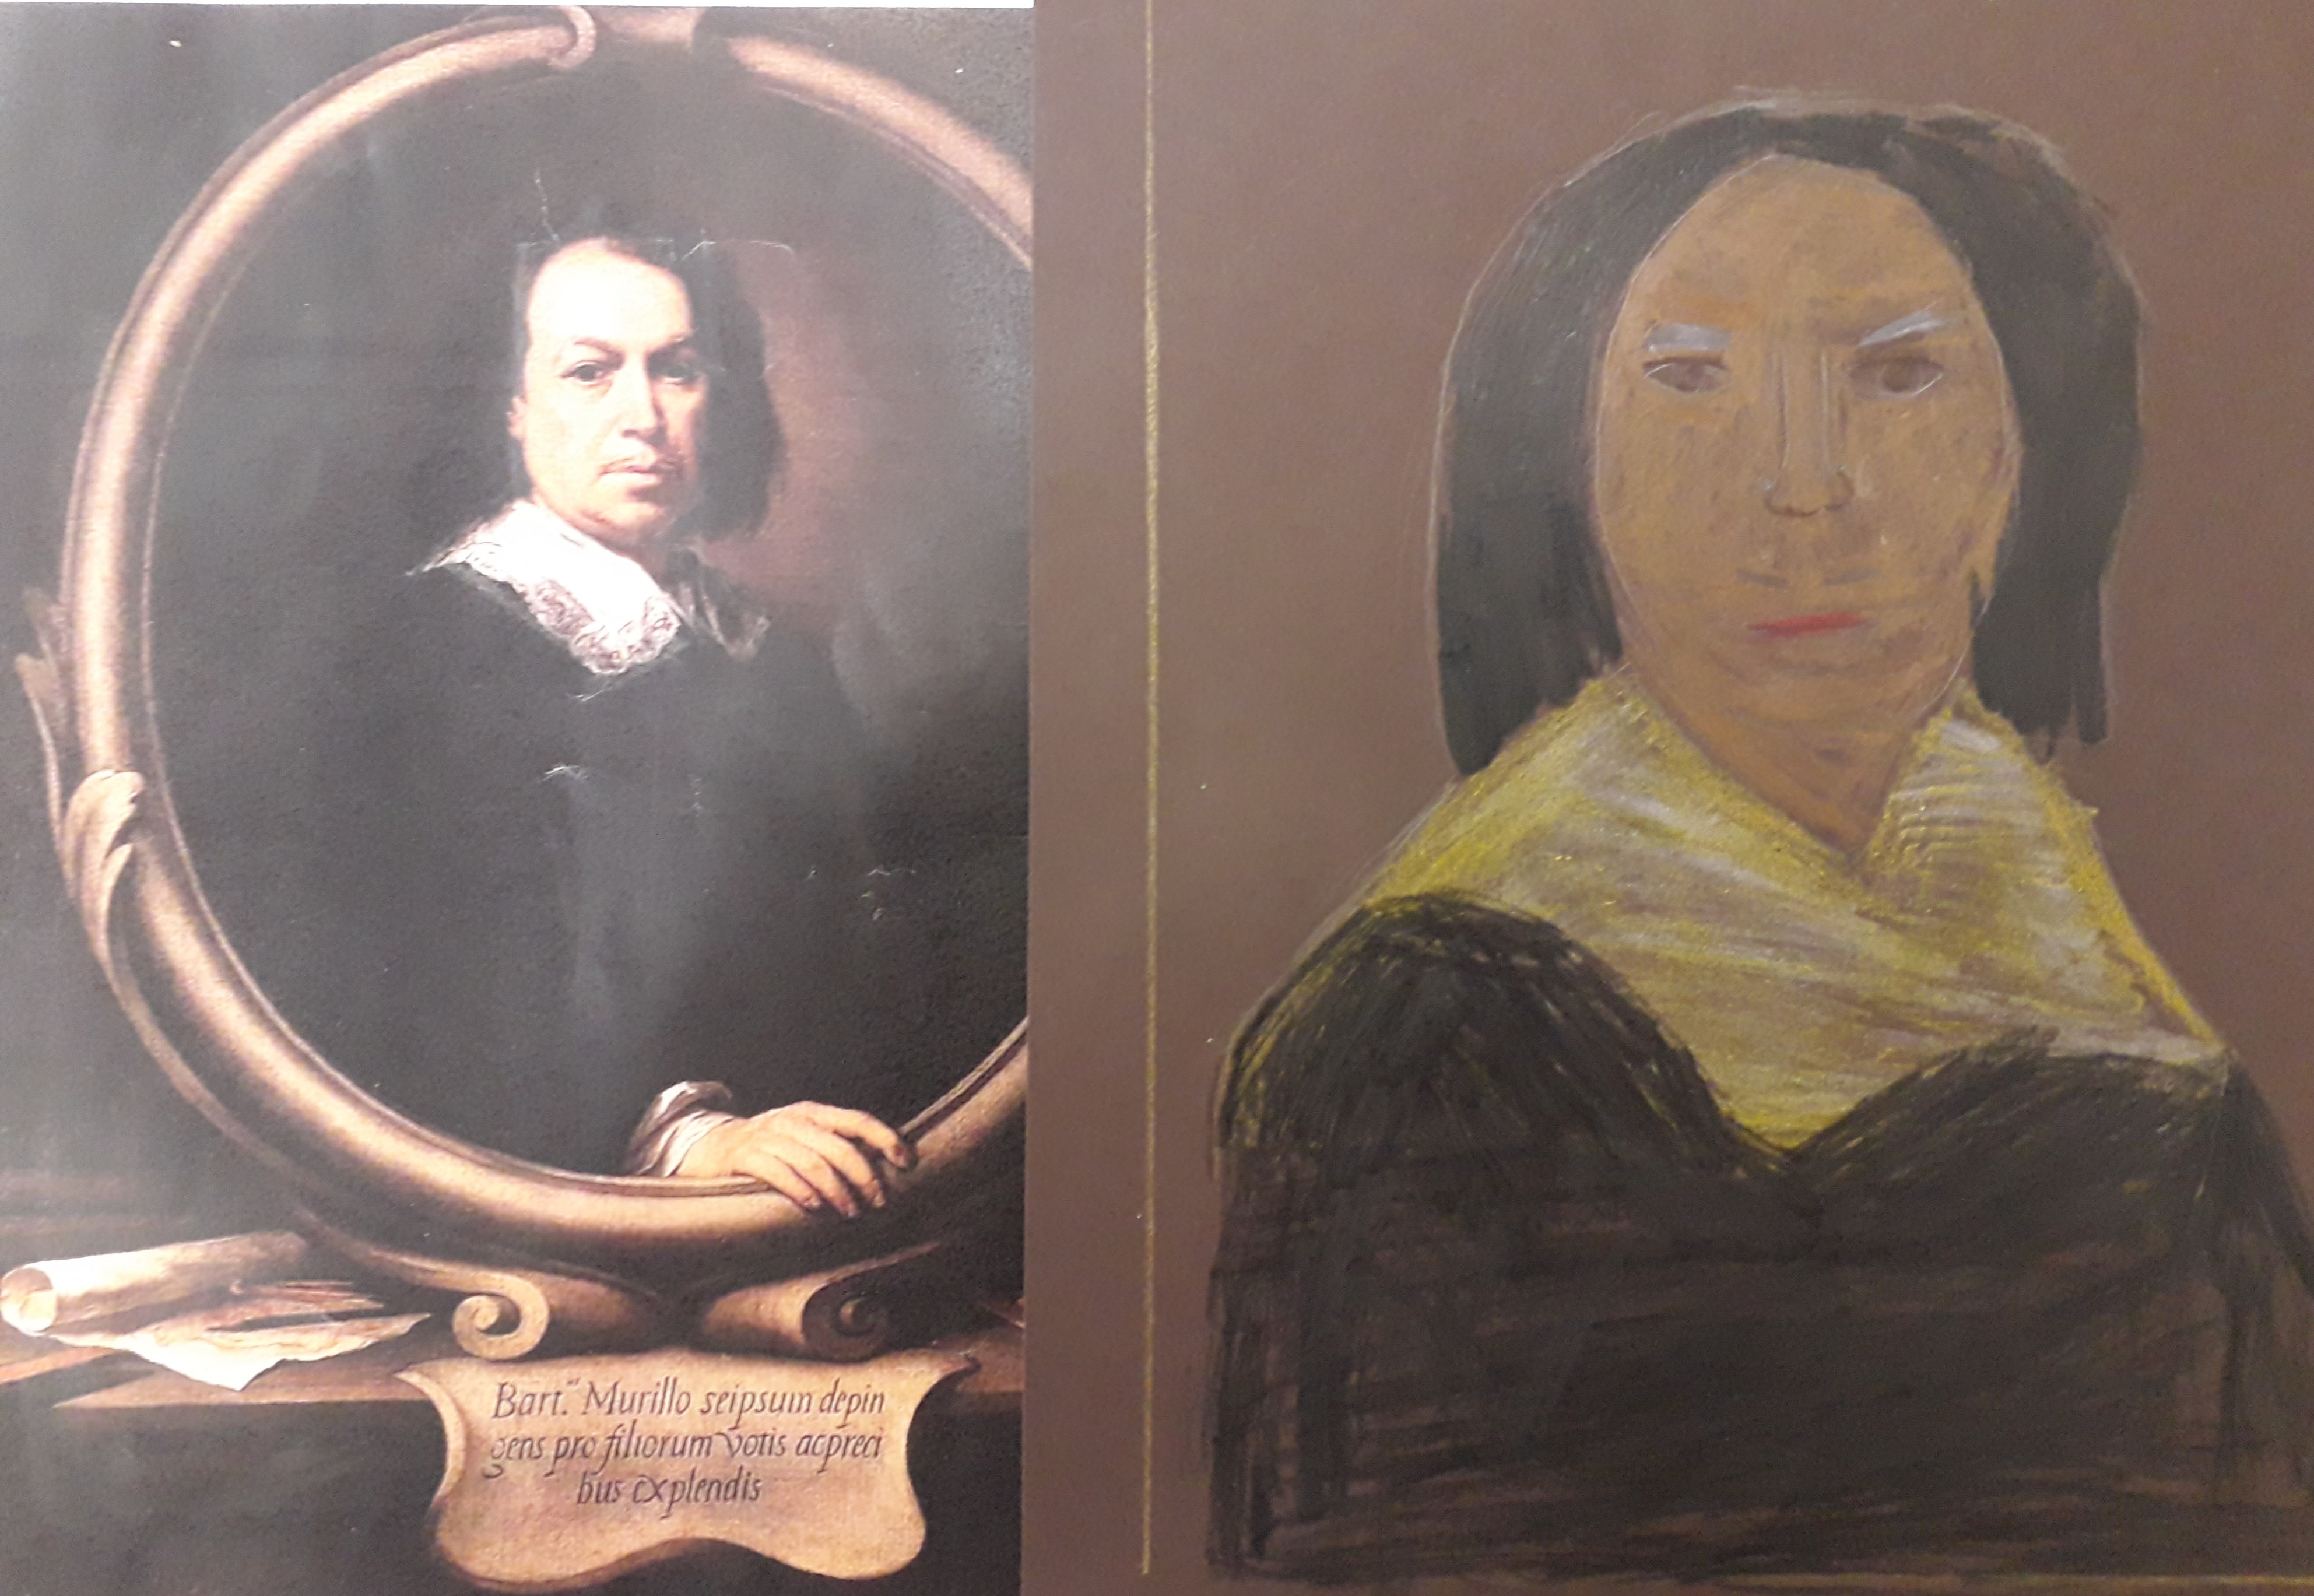 Bart.us Murillo seipsum depin
gens pro filiorum votis acpreci
bus explendis